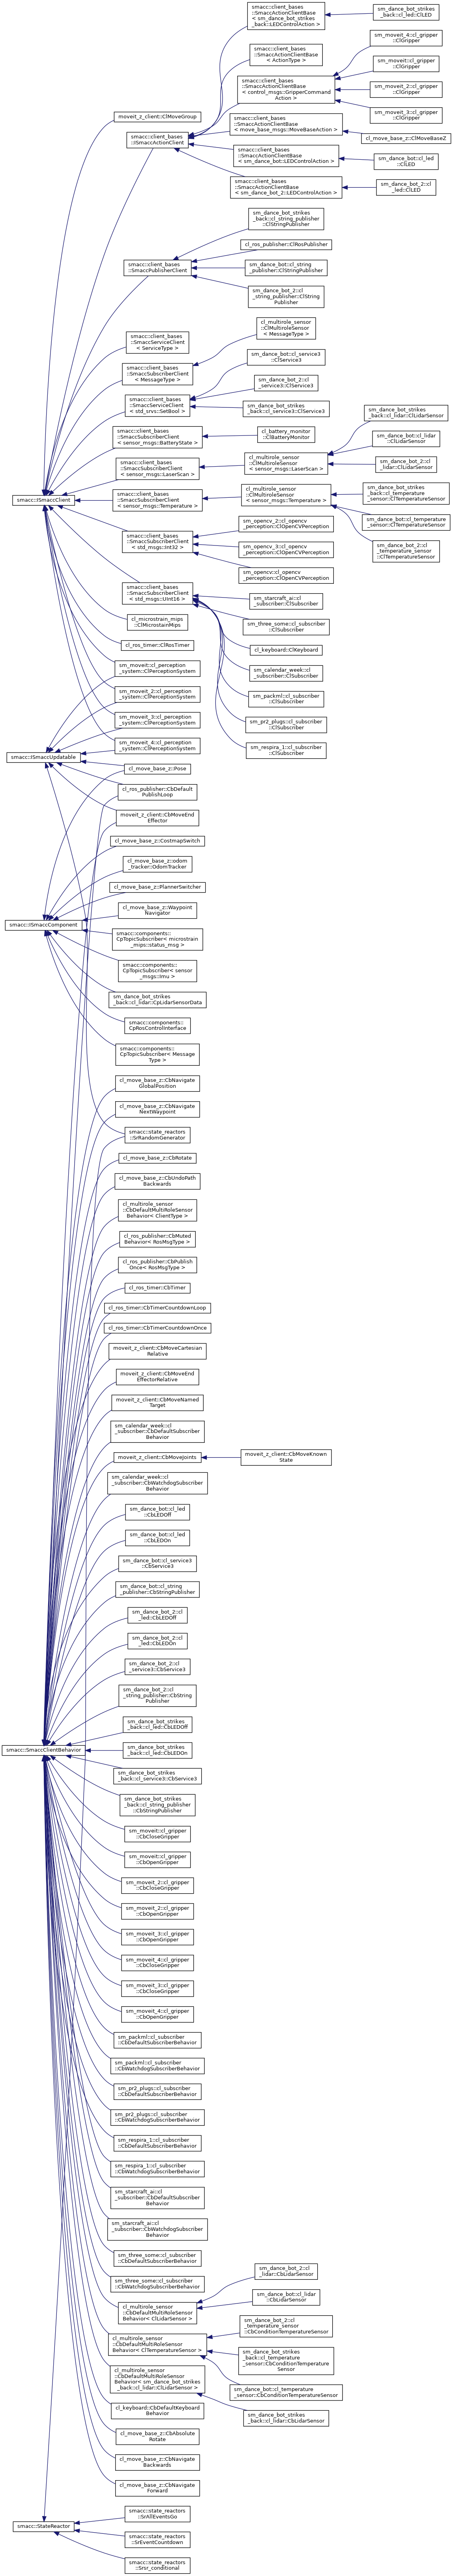 smacc::client_bases
::SmaccActionClientBase
< sm_dance_bot_strikes
_back::LEDControlAction >
sm_dance_bot_strikes
_back::cl_led::ClLED
smacc::client_bases
::SmaccActionClientBase
< ActionType >
sm_moveit_4::cl_gripper
::ClGripper
sm_moveit::cl_gripper
::ClGripper
smacc::client_bases
::SmaccActionClientBase
< control_msgs::GripperCommand
Action >
sm_moveit_2::cl_gripper
::ClGripper
sm_moveit_3::cl_gripper
::ClGripper
moveit_z_client::ClMoveGroup
smacc::client_bases
::ISmaccActionClient
smacc::client_bases
::SmaccActionClientBase
< move_base_msgs::MoveBaseAction >
cl_move_base_z::ClMoveBaseZ
smacc::client_bases
::SmaccActionClientBase
< sm_dance_bot::LEDControlAction >
sm_dance_bot::cl_led
::ClLED
smacc::client_bases
::SmaccActionClientBase
< sm_dance_bot_2::LEDControlAction >
sm_dance_bot_2::cl
_led::ClLED
sm_dance_bot_strikes
_back::cl_string_publisher
::ClStringPublisher
cl_ros_publisher::ClRosPublisher
smacc::client_bases
::SmaccPublisherClient
sm_dance_bot::cl_string
_publisher::ClStringPublisher
sm_dance_bot_2::cl
_string_publisher::ClString
Publisher
smacc::client_bases
::SmaccServiceClient
< ServiceType >
cl_multirole_sensor
::ClMultiroleSensor
< MessageType >
smacc::client_bases
::SmaccSubscriberClient
< MessageType >
sm_dance_bot::cl_service3
::ClService3
sm_dance_bot_2::cl
_service3::ClService3
smacc::client_bases
::SmaccServiceClient
< std_srvs::SetBool >
sm_dance_bot_strikes
_back::cl_service3::ClService3
smacc::client_bases
::SmaccSubscriberClient
< sensor_msgs::BatteryState >
cl_battery_monitor
::ClBatteryMonitor
sm_dance_bot_strikes
_back::cl_lidar::ClLidarSensor
sm_dance_bot::cl_lidar
::ClLidarSensor
smacc::client_bases
::SmaccSubscriberClient
< sensor_msgs::LaserScan >
cl_multirole_sensor
::ClMultiroleSensor
< sensor_msgs::LaserScan >
sm_dance_bot_2::cl
_lidar::ClLidarSensor
smacc::ISmaccClient
smacc::client_bases
::SmaccSubscriberClient
< sensor_msgs::Temperature >
cl_multirole_sensor
::ClMultiroleSensor
< sensor_msgs::Temperature >
sm_dance_bot_strikes
_back::cl_temperature
_sensor::ClTemperatureSensor
sm_dance_bot::cl_temperature
_sensor::ClTemperatureSensor
sm_dance_bot_2::cl
_temperature_sensor
::ClTemperatureSensor
smacc::client_bases
::SmaccSubscriberClient
< std_msgs::Int32 >
sm_opencv_2::cl_opencv
_perception::ClOpenCVPerception
sm_opencv_3::cl_opencv
_perception::ClOpenCVPerception
sm_opencv::cl_opencv
_perception::ClOpenCVPerception
smacc::client_bases
::SmaccSubscriberClient
< std_msgs::UInt16 >
sm_starcraft_ai::cl
_subscriber::ClSubscriber
sm_three_some::cl_subscriber
::ClSubscriber
cl_microstrain_mips
::ClMicrostrainMips
cl_ros_timer::ClRosTimer
cl_keyboard::ClKeyboard
sm_moveit::cl_perception
_system::ClPerceptionSystem
sm_calendar_week::cl
_subscriber::ClSubscriber
sm_moveit_2::cl_perception
_system::ClPerceptionSystem
sm_packml::cl_subscriber
::ClSubscriber
sm_moveit_3::cl_perception
_system::ClPerceptionSystem
sm_pr2_plugs::cl_subscriber
::ClSubscriber
sm_moveit_4::cl_perception
_system::ClPerceptionSystem
sm_respira_1::cl_subscriber
::ClSubscriber
smacc::ISmaccUpdatable
cl_move_base_z::Pose
cl_ros_publisher::CbDefault
PublishLoop
moveit_z_client::CbMoveEnd
Effector
cl_move_base_z::CostmapSwitch
cl_move_base_z::odom
_tracker::OdomTracker
cl_move_base_z::PlannerSwitcher
cl_move_base_z::Waypoint
Navigator
smacc::ISmaccComponent
smacc::components::
CpTopicSubscriber< microstrain
_mips::status_msg >
smacc::components::
CpTopicSubscriber< sensor
_msgs::Imu >
sm_dance_bot_strikes
_back::cl_lidar::CpLidarSensorData
smacc::components::
CpRosControlInterface
smacc::components::
CpTopicSubscriber< Message
Type >
cl_move_base_z::CbNavigate
GlobalPosition
cl_move_base_z::CbNavigate
NextWaypoint
smacc::state_reactors
::SrRandomGenerator
cl_move_base_z::CbRotate
cl_move_base_z::CbUndoPath
Backwards
cl_multirole_sensor
::CbDefaultMultiRoleSensor
Behavior< ClientType >
cl_ros_publisher::CbMuted
Behavior< RosMsgType >
cl_ros_publisher::CbPublish
Once< RosMsgType >
cl_ros_timer::CbTimer
cl_ros_timer::CbTimerCountdownLoop
cl_ros_timer::CbTimerCountdownOnce
moveit_z_client::CbMoveCartesian
Relative
moveit_z_client::CbMoveEnd
EffectorRelative
moveit_z_client::CbMoveNamed
Target
sm_calendar_week::cl
_subscriber::CbDefaultSubscriber
Behavior
moveit_z_client::CbMoveJoints
moveit_z_client::CbMoveKnown
State
sm_calendar_week::cl
_subscriber::CbWatchdogSubscriber
Behavior
sm_dance_bot::cl_led
::CbLEDOff
sm_dance_bot::cl_led
::CbLEDOn
sm_dance_bot::cl_service3
::CbService3
sm_dance_bot::cl_string
_publisher::CbStringPublisher
sm_dance_bot_2::cl
_led::CbLEDOff
sm_dance_bot_2::cl
_led::CbLEDOn
sm_dance_bot_2::cl
_service3::CbService3
sm_dance_bot_2::cl
_string_publisher::CbString
Publisher
sm_dance_bot_strikes
_back::cl_led::CbLEDOff
smacc::SmaccClientBehavior
sm_dance_bot_strikes
_back::cl_led::CbLEDOn
sm_dance_bot_strikes
_back::cl_service3::CbService3
sm_dance_bot_strikes
_back::cl_string_publisher
::CbStringPublisher
sm_moveit::cl_gripper
::CbCloseGripper
sm_moveit::cl_gripper
::CbOpenGripper
sm_moveit_2::cl_gripper
::CbCloseGripper
sm_moveit_2::cl_gripper
::CbOpenGripper
sm_moveit_3::cl_gripper
::CbOpenGripper
sm_moveit_4::cl_gripper
::CbCloseGripper
sm_moveit_3::cl_gripper
::CbCloseGripper
sm_moveit_4::cl_gripper
::CbOpenGripper
sm_packml::cl_subscriber
::CbDefaultSubscriberBehavior
sm_packml::cl_subscriber
::CbWatchdogSubscriberBehavior
sm_pr2_plugs::cl_subscriber
::CbDefaultSubscriberBehavior
sm_pr2_plugs::cl_subscriber
::CbWatchdogSubscriberBehavior
sm_respira_1::cl_subscriber
::CbDefaultSubscriberBehavior
sm_respira_1::cl_subscriber
::CbWatchdogSubscriberBehavior
sm_starcraft_ai::cl
_subscriber::CbDefaultSubscriber
Behavior
sm_starcraft_ai::cl
_subscriber::CbWatchdogSubscriber
Behavior
sm_three_some::cl_subscriber
::CbDefaultSubscriberBehavior
sm_three_some::cl_subscriber
::CbWatchdogSubscriberBehavior
sm_dance_bot_2::cl
_lidar::CbLidarSensor
sm_dance_bot::cl_lidar
::CbLidarSensor
cl_multirole_sensor
::CbDefaultMultiRoleSensor
Behavior< ClLidarSensor >
sm_dance_bot_2::cl
_temperature_sensor
::CbConditionTemperatureSensor
cl_multirole_sensor
::CbDefaultMultiRoleSensor
Behavior< ClTemperatureSensor >
sm_dance_bot_strikes
_back::cl_temperature
_sensor::CbConditionTemperature
Sensor
cl_multirole_sensor
::CbDefaultMultiRoleSensor
Behavior< sm_dance_bot_strikes
_back::cl_lidar::ClLidarSensor >
sm_dance_bot::cl_temperature
_sensor::CbConditionTemperatureSensor
sm_dance_bot_strikes
_back::cl_lidar::CbLidarSensor
cl_keyboard::CbDefaultKeyboard
Behavior
cl_move_base_z::CbAbsolute
Rotate
cl_move_base_z::CbNavigate
Backwards
cl_move_base_z::CbNavigate
Forward
smacc::StateReactor
smacc::state_reactors
::SrAllEventsGo
smacc::state_reactors
::SrEventCountdown
smacc::state_reactors
::Srsr_conditional